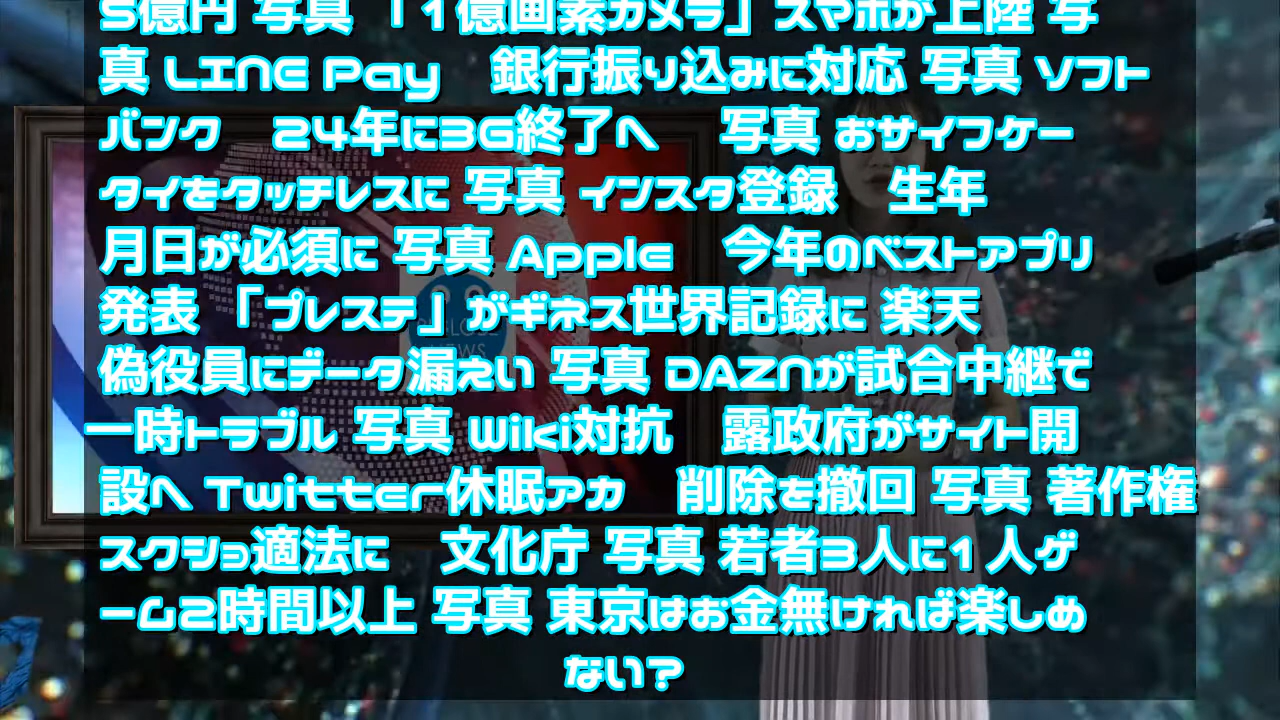 5億円 写真 「１億画素カメラ」スマホが上陸 写
真 LINE Pay　銀行振り込みに対応 写真 ソフト
バンク　24年に3G終了へ　 写真 おサイフケー
タイをタッチレスに 写真 インスタ登録　生年
月日が必須に 写真 Apple　今年のベストアプリ
発表 「プレステ」がギネス世界記録に 楽天
偽役員にデータ漏えい 写真 DAZNが試合中継で
一時トラブル 写真 Wiki対抗　露政府がサイト開
設へ Twitter休眠アカ　削除を撤回 写真 著作権
スクショ適法に　文化庁 写真 若者3人に1人ゲ
ーム2時間以上 写真 東京はお金無ければ楽しめ
ない？
NEWS